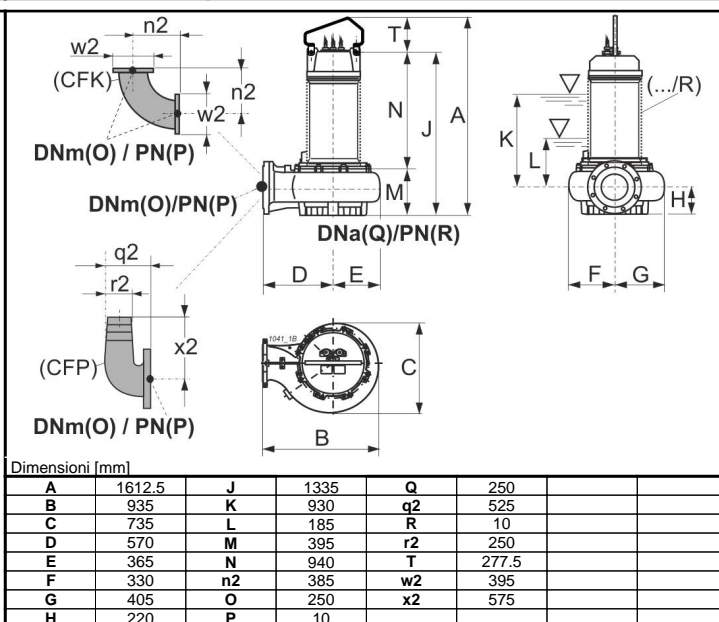 n2
w2
(CFK)
n2
w2
DNm(O) / PN(P)
T
N
J
A
M
DNm(O)/PN(P)
DNa(Q)/PN(R)
D
E
(.../R)
K
L
H
F
G
q2
r2
x2
(CFP)
DNm(O) / PN(P)
1041_1B
C
B
Dimensioni [mm]
A 1612.5 J 1335 Q 250
B 935 K 930 q2 525
C 735 L 185 R 10
D 570 M 395 r2 250
E 365 N 940 T 277.5
F 330 n2 385 w2 395
G 405 O 250 x2 575
H 220 P 10